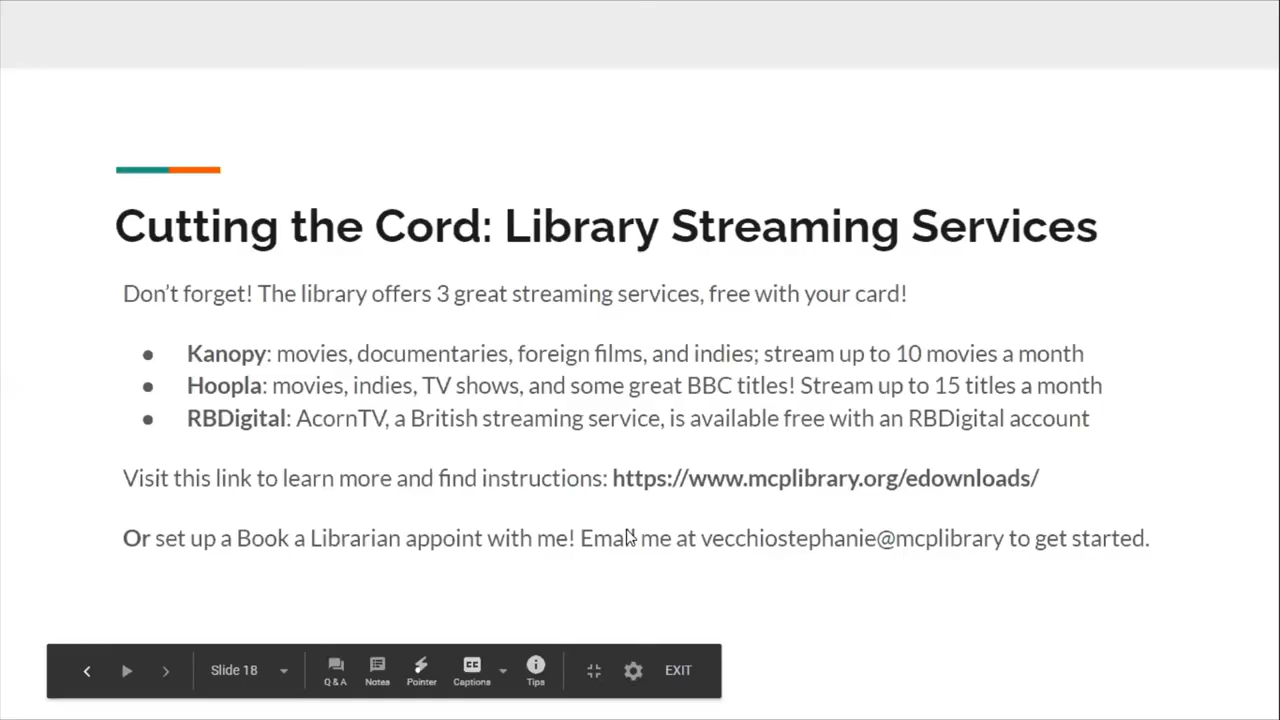 Cutting the Cord: Library Streaming Services
Don't forget! The library offers 3 great streaming services, free with your card!
● Kanopy: movies, documentaries, foreign films, and indies; stream up to 10 movies a month
● Hoopla: movies, indies, TV shows, and some great BBC titles! Stream up to 15 titles a month
● RBDigital: AcornTV, a British streaming service, is available free with an RBDigital account
Visit this link to learn more and find instructions: https://www.mcplibrary.org/edownloads/
Or set up a Book a Librarian appoint with me! Email me at vecchiostephanie@mcplibrary to get started.
Slide 18 Q & A Notes Pointer CC Captions Tips EXIT